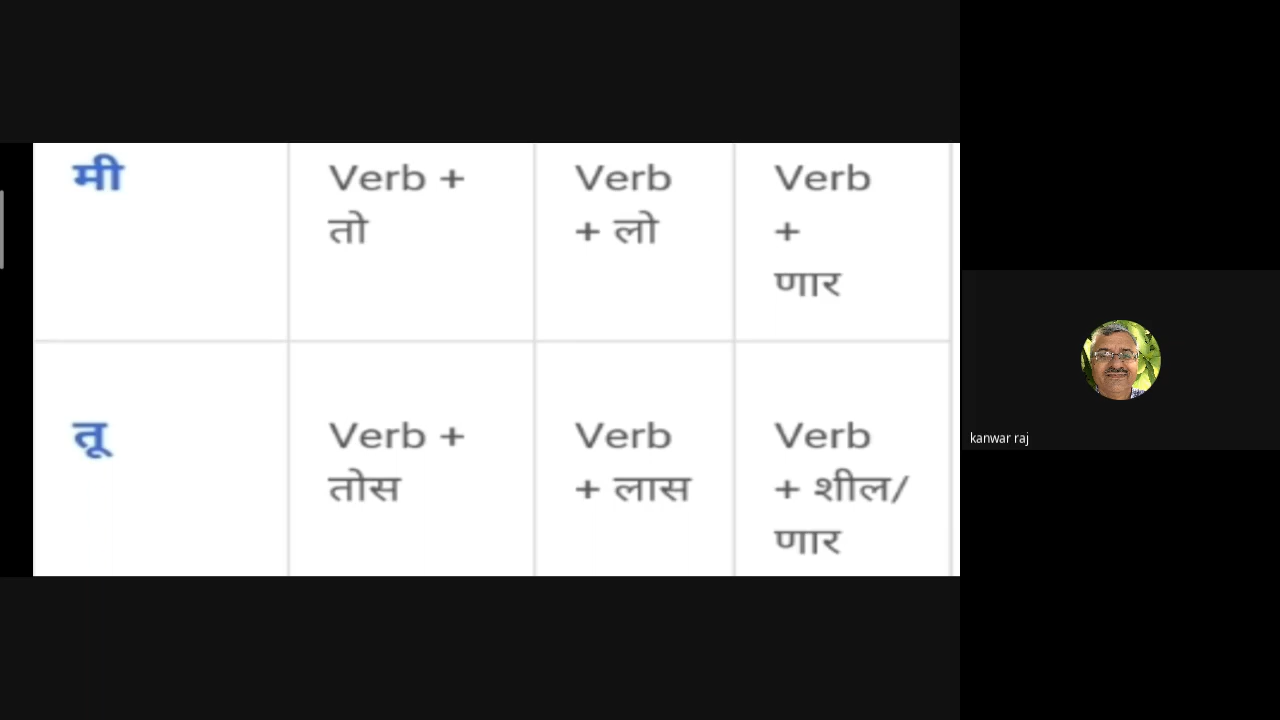 मी
Verb +
तो
Verb
+ लो
Verb
+
णार
तू
Verb +
तोस
Verb
+ लास
Verb
+ शील/
णार
kanwar raj